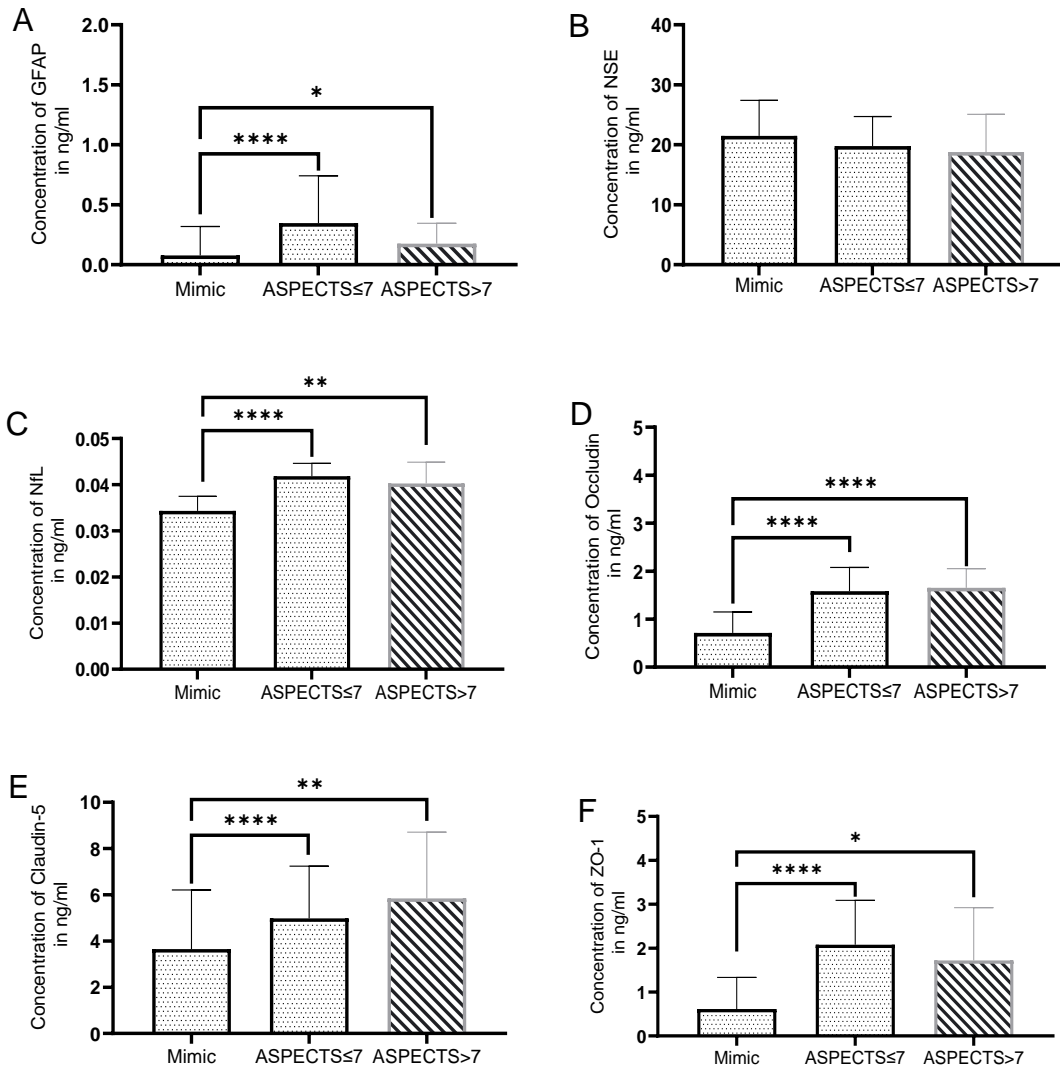 A
Concentration of GFAP
in ng/ml
2.0
1.5
1.0
0.5
0.0
*
****
Mimic ASPECTS≤7 ASPECTS>7
B
Concentration of NSE
in ng/ml
40
30
20
10
0
Mimic ASPECTS≤7 ASPECTS>7
C
Concentration of NfL
in ng/ml
0.05
0.04
0.03
0.02
0.01
0.00
**
****
Mimic ASPECTS≤7 ASPECTS>7
D
Concentration of Occludin
in ng/ml
5
4
3
2
1
0
****
****
Mimic ASPECTS≤7 ASPECTS>7
E
Concentration of Claudin-5
in ng/ml
10
8
6
4
2
0
**
****
Mimic ASPECTS≤7 ASPECTS>7
F
Concentration of ZO-1
in ng/ml
5
4
3
2
1
0
*
****
Mimic ASPECTS≤7 ASPECTS>7